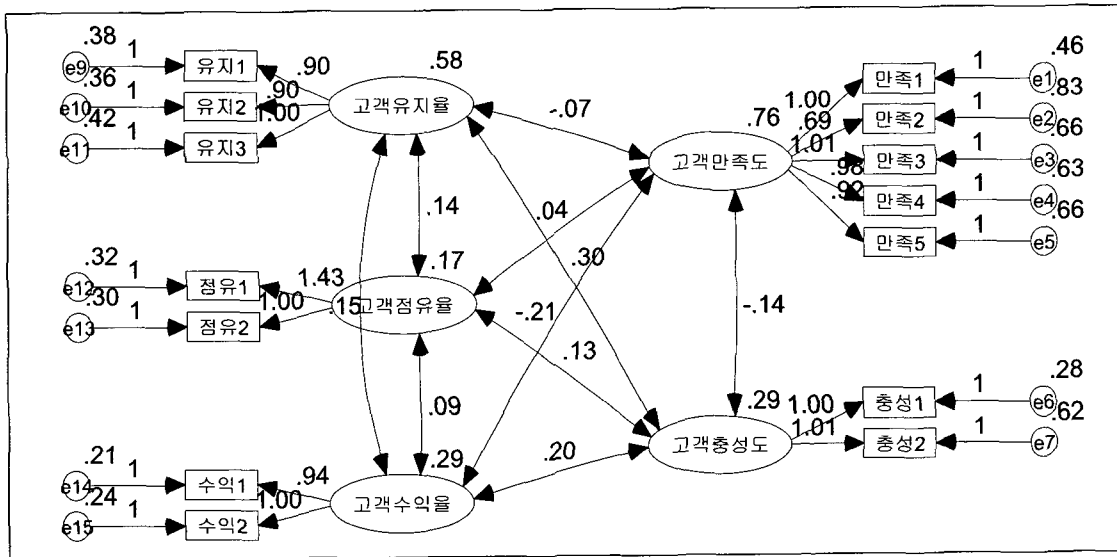 .38 1 유지1 .90 .58
e9
.36 1 유지2 .90 고객유지율
e10
.42 1 유지3 1.00
e11
-.07
.46
만족1 1 e1
1.00 .83
.76 .69 만족2 1 e2
고객만족도 1.01 .66
만족3 1 e3
.98 .63
만족4 1 e4
.92 .66
만족5 1 e5
.14 .04
.32 1 점유1 1.43 .17 .30
e12
.30 1 점유2 1.00 .15 고객점유율 -.21 -.14
e13
.13
.09
.28
.29 1.00 충성1 1 e6
고객충성도 1.01 .62
충성2 1 e7
.20
.21 1 수익1 .94 .29
e14
.24 1 수익2 1.00 고객수익율
e15